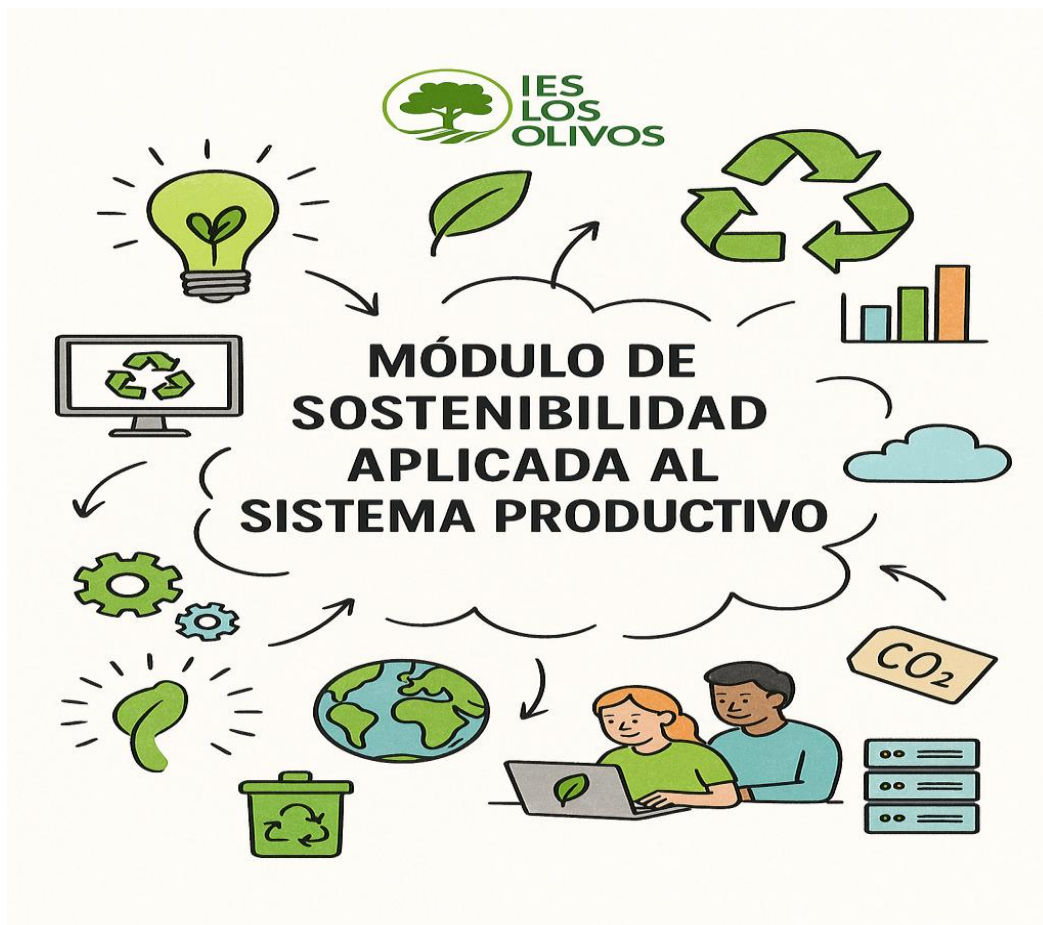 IES
LOS
OLIVOS
MÓDULO DE
SOSTENIBILIDAD
APLICADA AL
SISTEMA PRODUCTIVO
CO₂